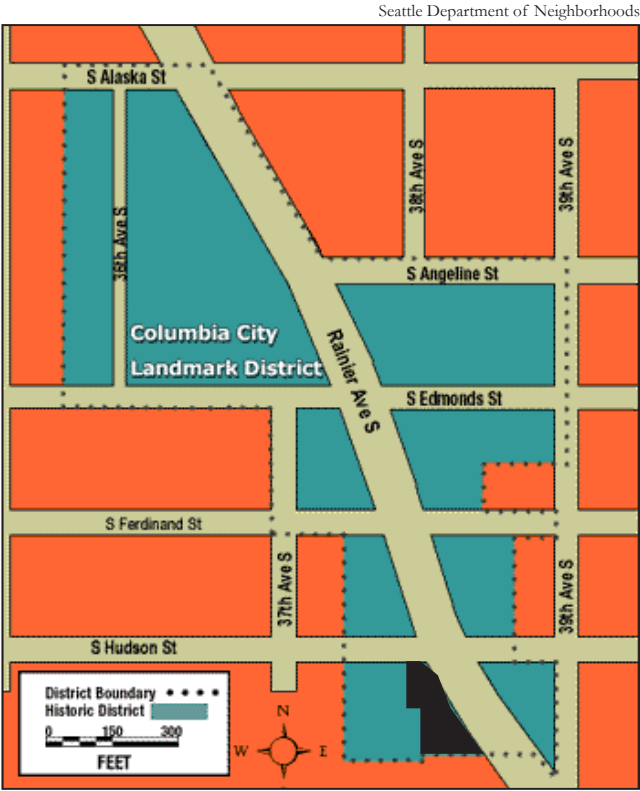 Seattle Department of Neighborhoods
S Alaska St
38th Ave S
39th Ave S
36th Ave S
S Angeline St
Columbia City
Landmark District
Rainier Ave S
S Edmonds St
S Ferdinand St
37th Ave S
39th Ave S
S Hudson St
District Boundary
Historic District
0 150 300
FEET
N
W E
S